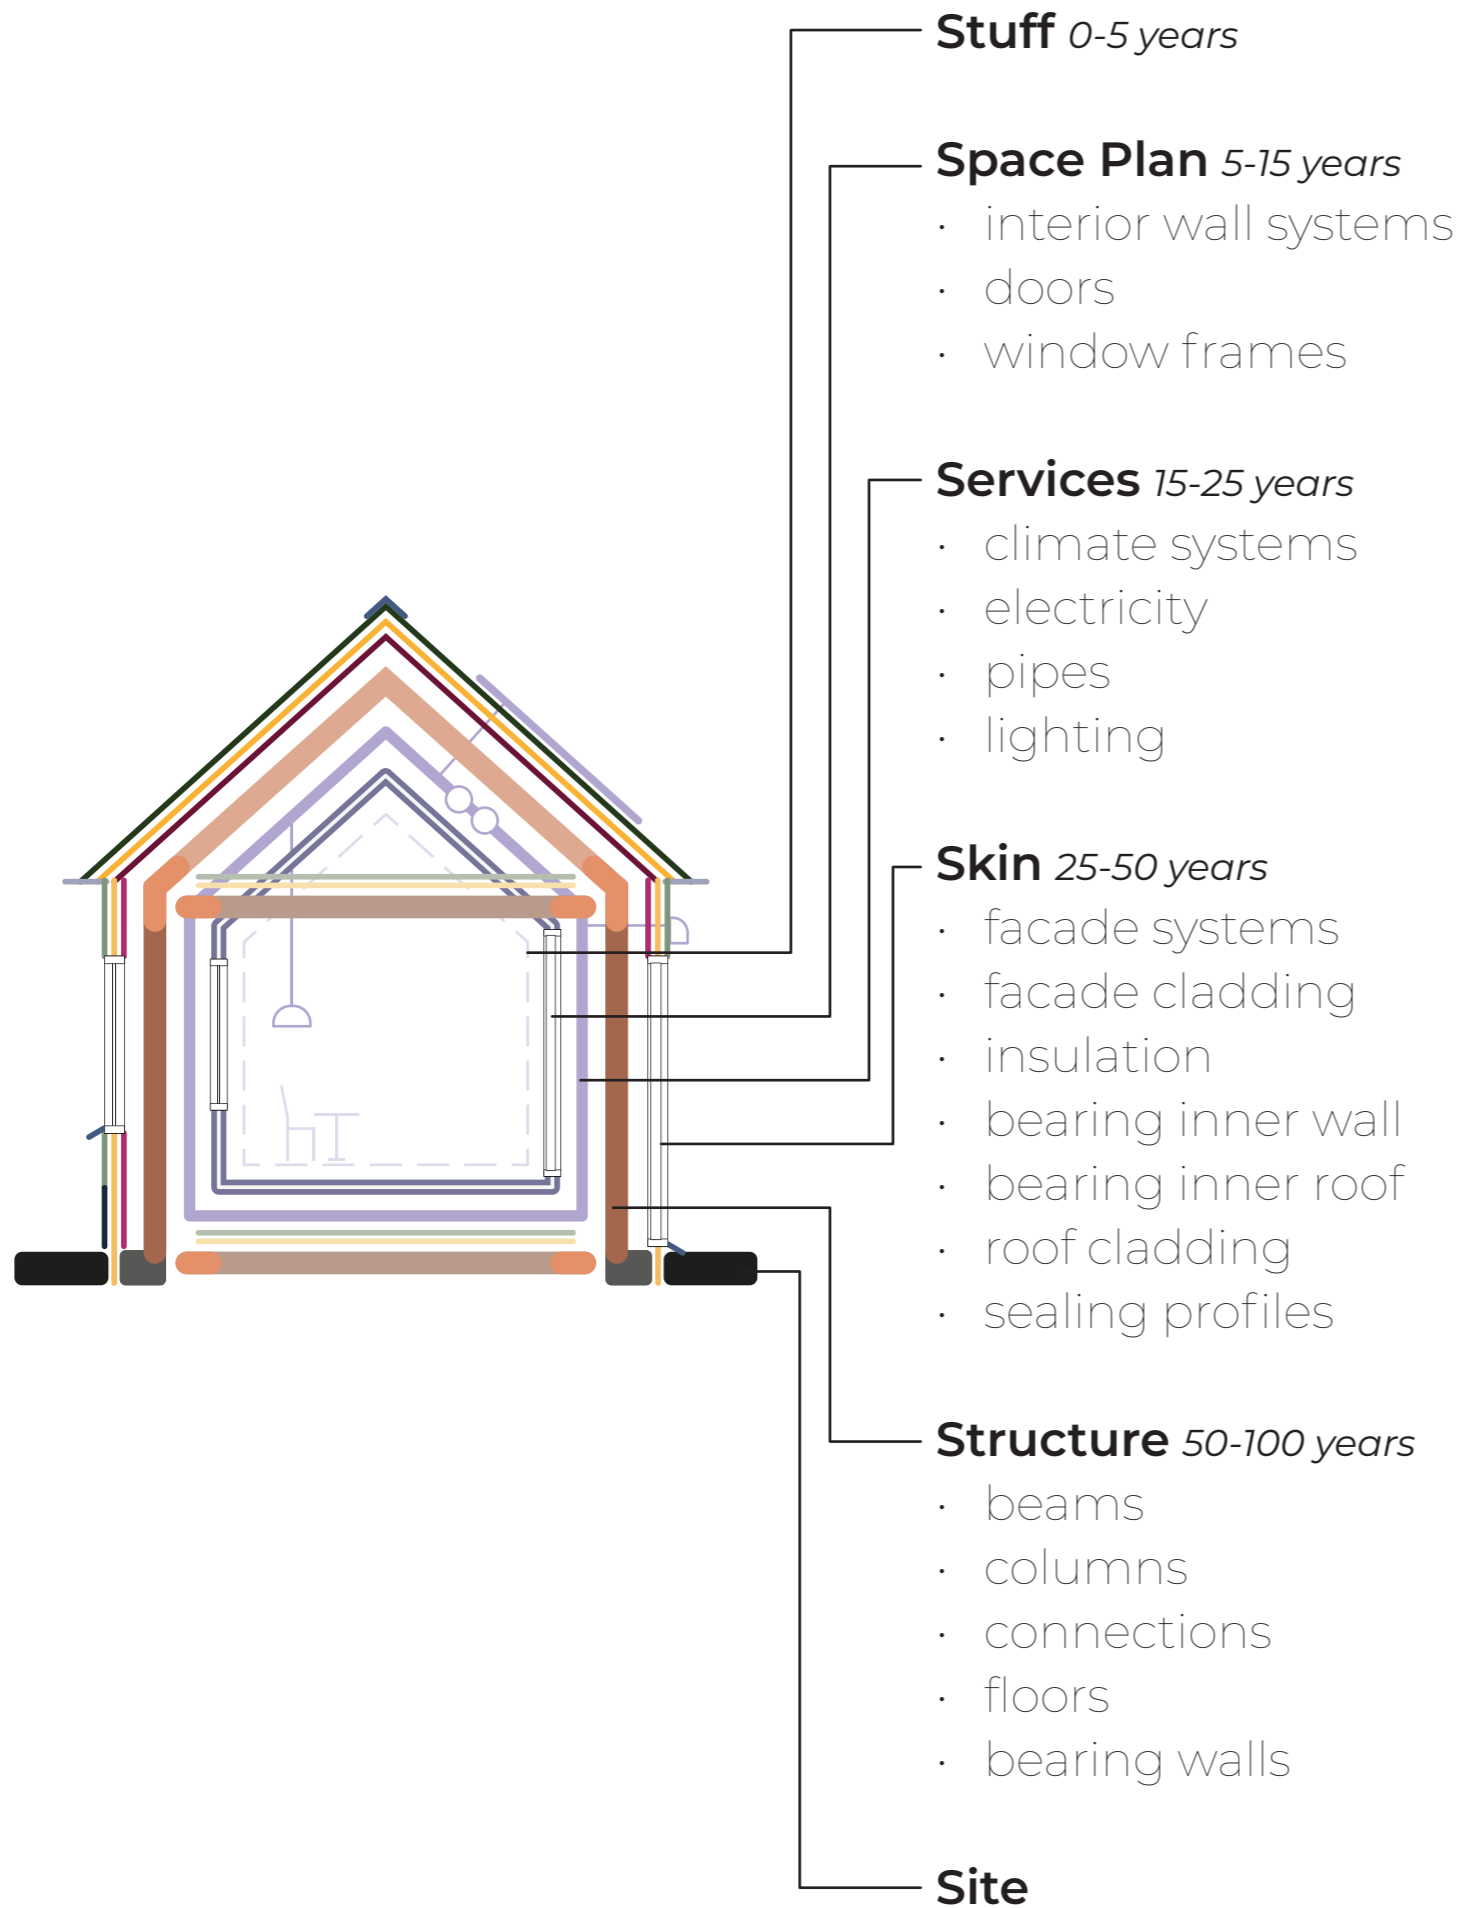 Stuff 0-5 years
Space Plan 5-15 years
· interior wall systems
· doors
· window frames
Services 15-25 years
· climate systems
· electricity
· pipes
· lighting
Skin 25-50 years
· facade systems
· facade cladding
· insulation
· bearing inner wall
· bearing inner roof
· roof cladding
· sealing profiles
Structure 50-100 years
· beams
· columns
· connections
· floors
· bearing walls
Site